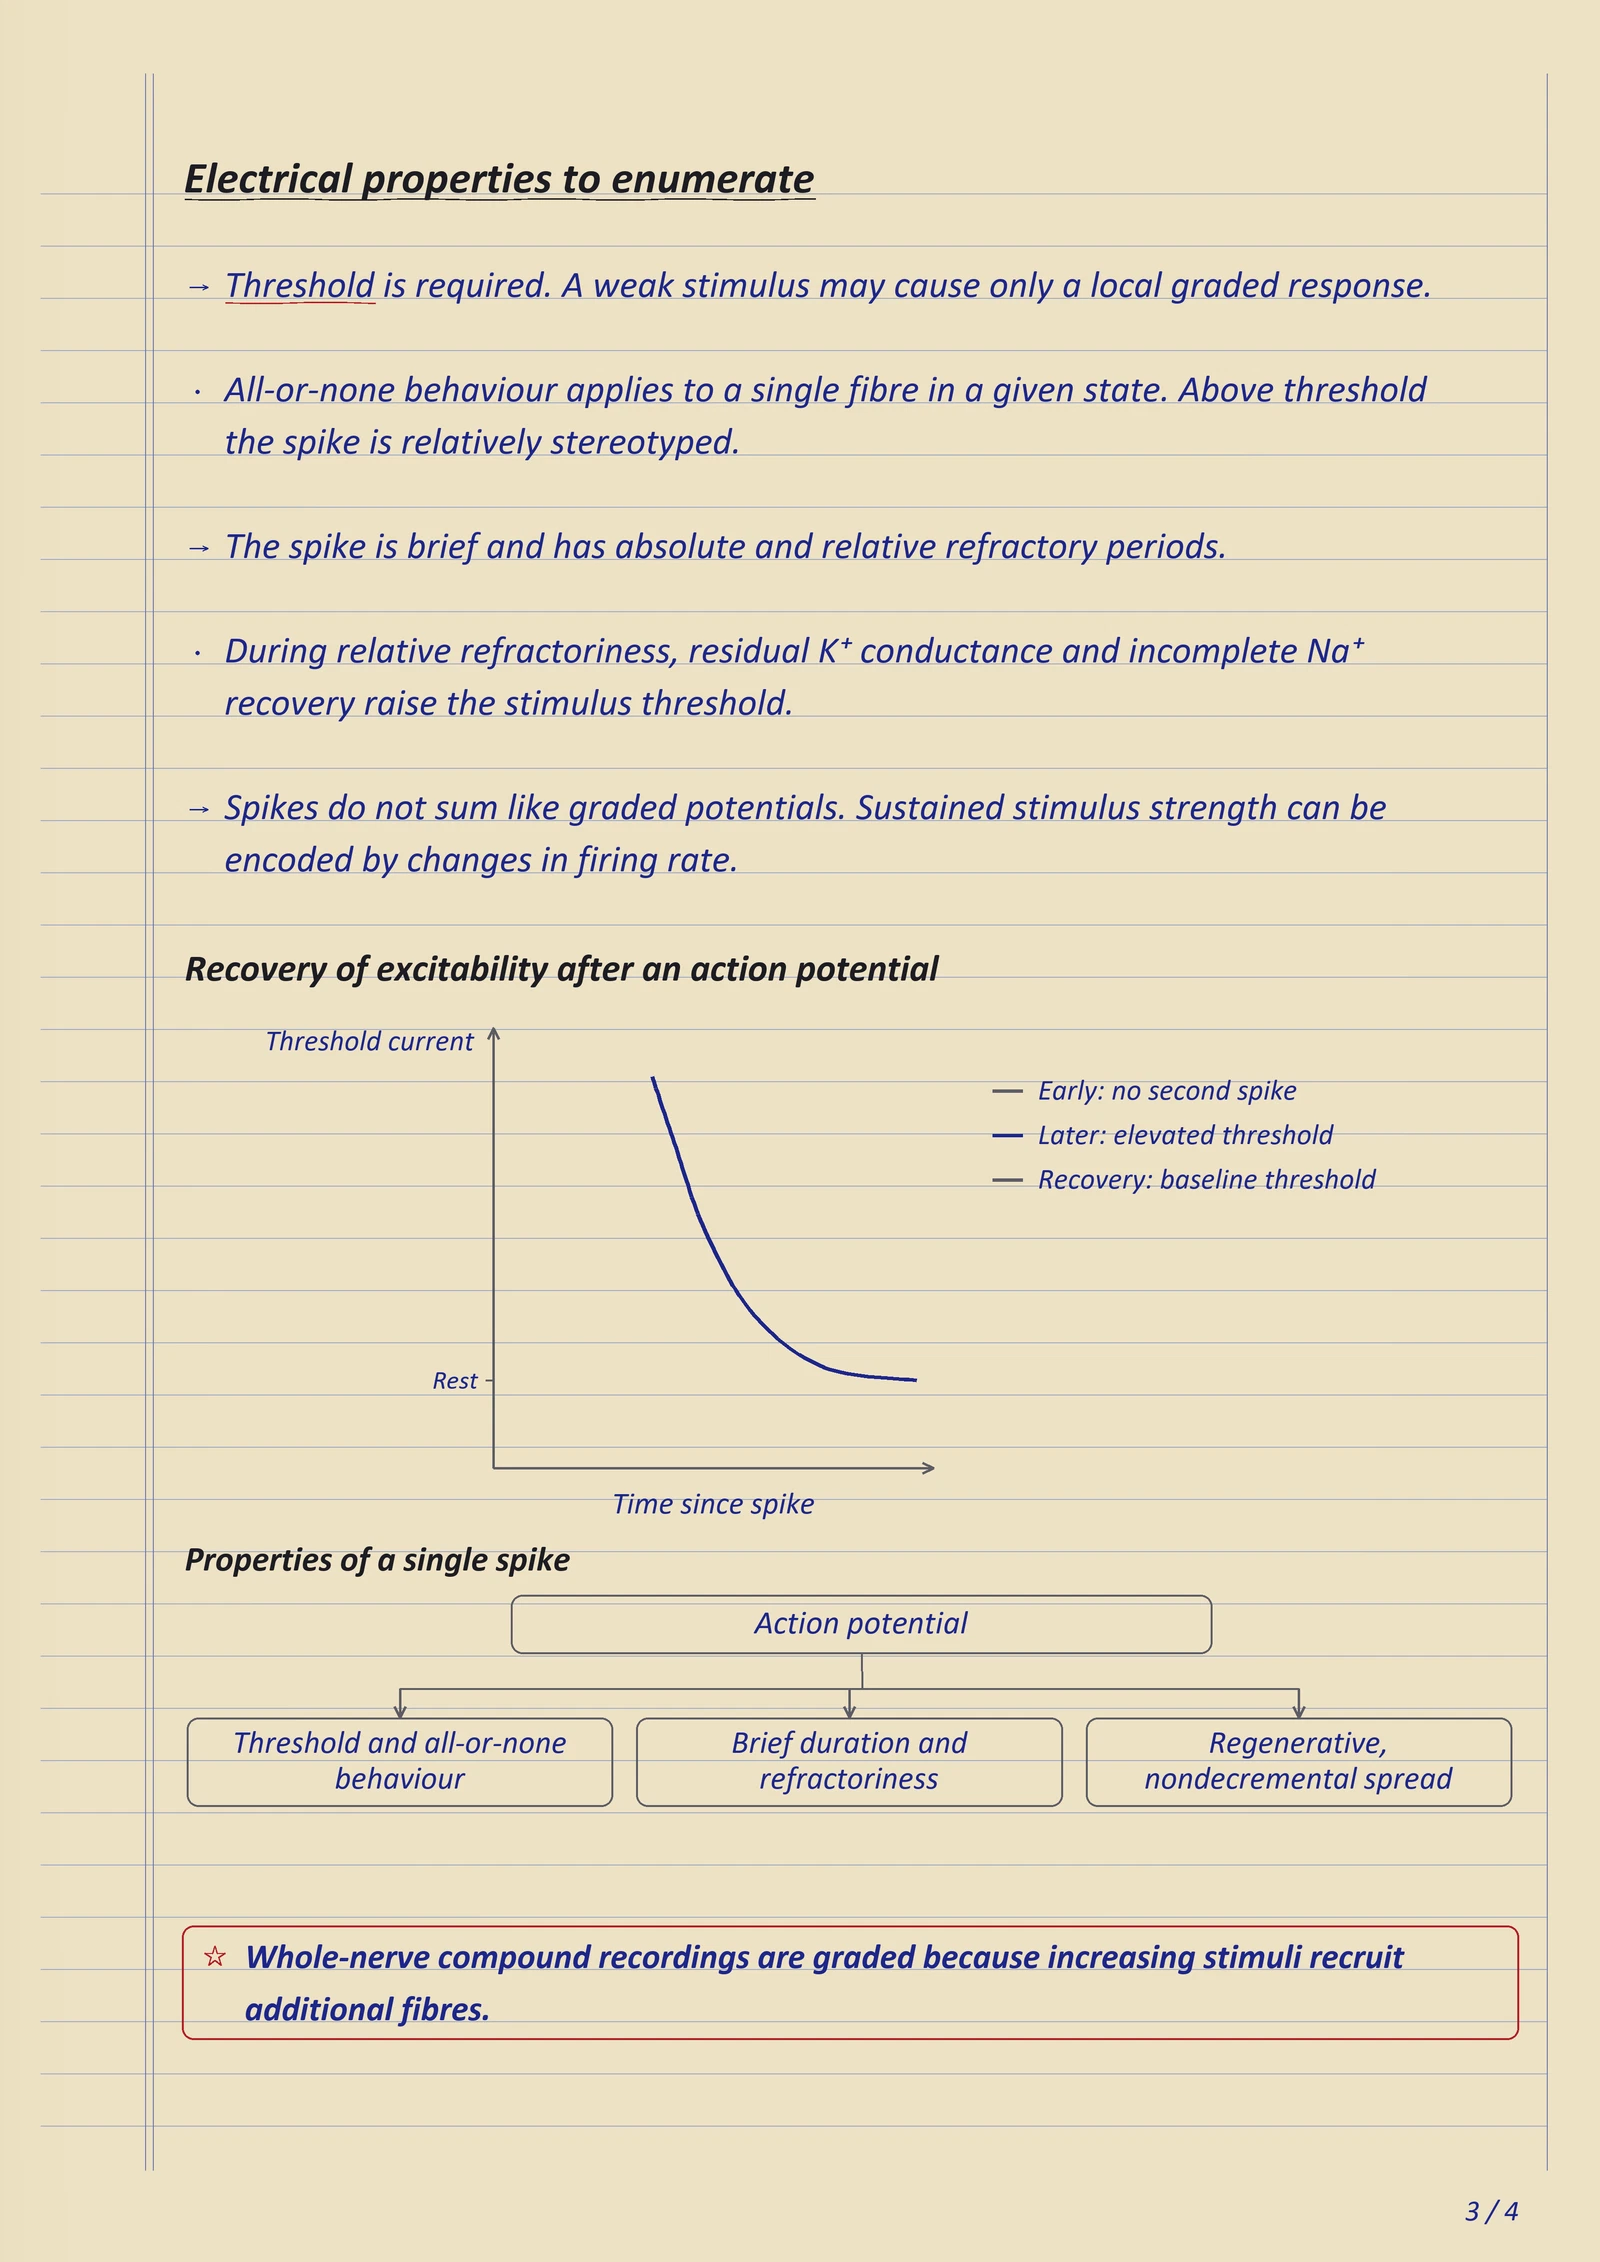 Electrical properties to enumerate
→ Threshold is required. A weak stimulus may cause only a local graded response.
· All-or-none behaviour applies to a single fibre in a given state. Above threshold
the spike is relatively stereotyped.
→ The spike is brief and has absolute and relative refractory periods.
· During relative refractoriness, residual K⁺ conductance and incomplete Na⁺
recovery raise the stimulus threshold.
→ Spikes do not sum like graded potentials. Sustained stimulus strength can be
encoded by changes in firing rate.
Recovery of excitability after an action potential
Threshold current
Early: no second spike
Later: elevated threshold
Recovery: baseline threshold
Rest
Time since spike
Properties of a single spike
Action potential
Threshold and all-or-none
behaviour
Brief duration and
refractoriness
Regenerative,
nondecremental spread
☆ Whole-nerve compound recordings are graded because increasing stimuli recruit
additional fibres.
3 / 4